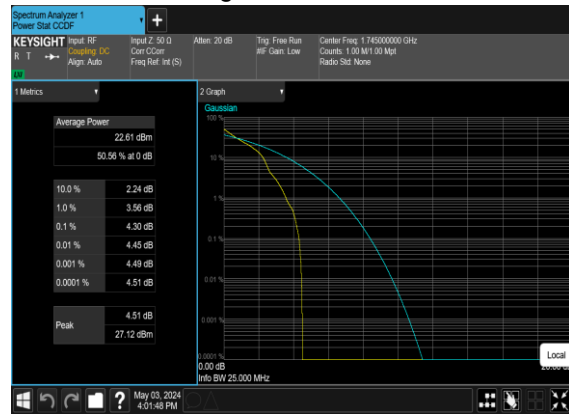 Spectrum Analyzer 1
Power Stat CCDF
+
KEYSIGHT
R T
LXI
Input: RF
Coupling: DC
Align: Auto
Input Z: 50 Ω
Corr CCorr
Freq Ref: Int (S)
Atten: 20 dB
Trig: Free Run
#IF Gain: Low
Center Freq: 1.745000000 GHz
Counts: 1.00 M/1.00 Mpt
Radio Std: None
1 Metrics
Average Power
22.61 dBm
50.56 % at 0 dB
10.0 % 2.24 dB
1.0 % 3.56 dB
0.1 % 4.30 dB
0.01 % 4.45 dB
0.001 % 4.49 dB
0.0001 % 4.51 dB
Peak
4.51 dB
27.12 dBm
2 Graph
Gaussian
100 %
10 %
1 %
0.1 %
0.01 %
0.001 %
0.0001 %
0.00 dB
Info BW 25.000 MHz
Local
?
May 03, 2024
4:01:48 PM